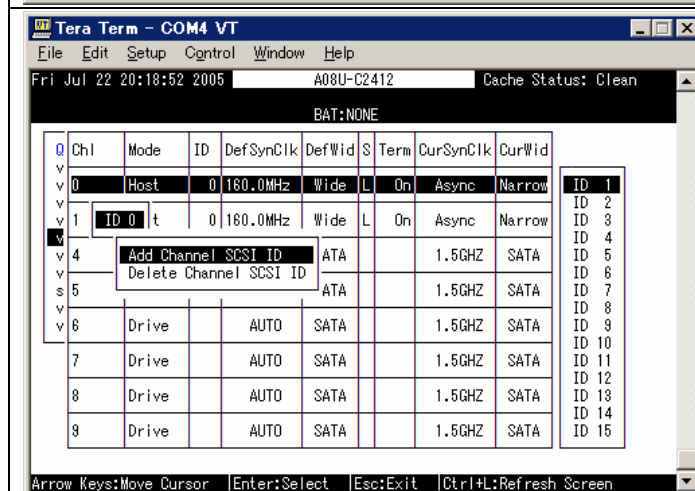 Tera Term - COM4 VT
File Edit Setup Control Window Help
Fri Jul 22 20:18:52 2005 A08U-C2412 Cache Status: Clean
BAT:NONE
Q Chl Mode ID DefSynClk DefWid S Term CurSynClk CurWid
v
v 0 Host 0 160.0MHz Wide L On Async Narrow ID 1
v ID 2
v 1 ID 0 t 0 160.0MHz Wide L On Async Narrow ID 3
v ID 4
v 4 Add Channel SCSI ID ATA 1.5GHZ SATA ID 5
v Delete Channel SCSI ID ID 6
s 5 ATA 1.5GHZ SATA ID 7
v ID 8
v 6 Drive AUTO SATA 1.5GHZ SATA ID 9
ID 10
7 Drive AUTO SATA 1.5GHZ SATA ID 11
ID 12
8 Drive AUTO SATA 1.5GHZ SATA ID 13
ID 14
9 Drive AUTO SATA 1.5GHZ SATA ID 15
Arrow Keys:Move Cursor |Enter:Select |Esc:Exit |Ctrl+L:Refresh Screen